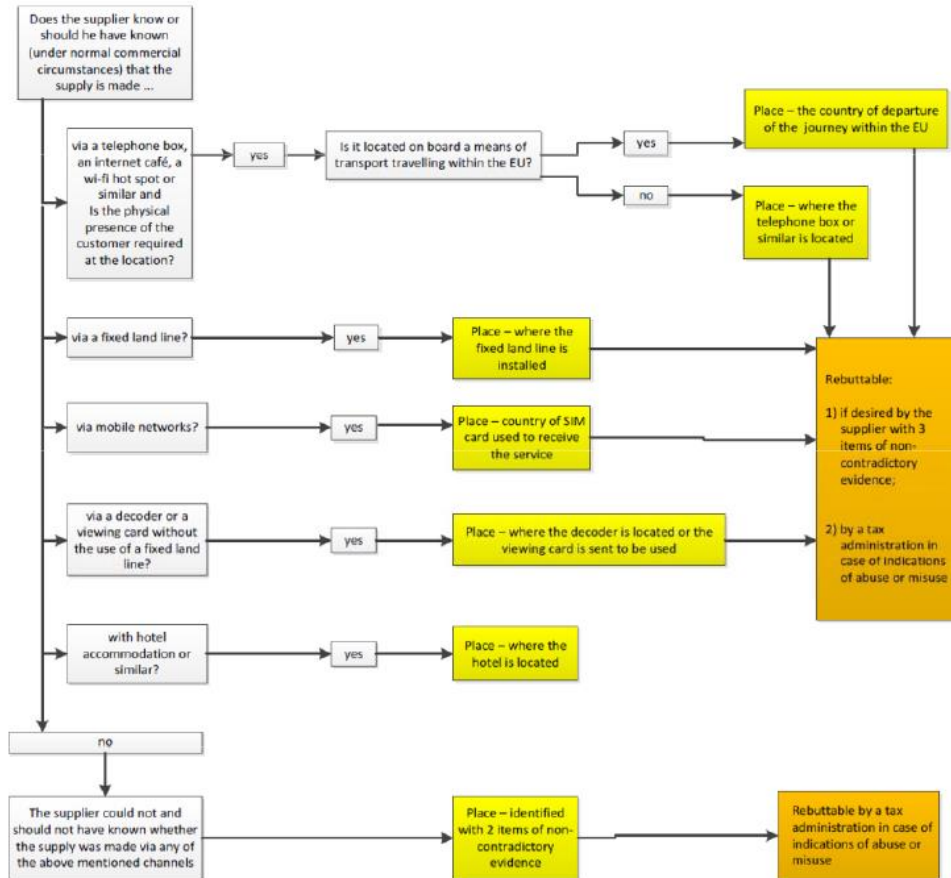 Does the supplier know or
should he have known
(under normal commercial
circumstances) that the
supply is made ...
via a telephone box,
an internet café, a
wi-fi hot spot or
similar and
Is the physical
presence of the
customer required
at the location?
yes
Is it located on board a means of
transport travelling within the EU?
yes
Place – the country of departure
of the journey within the EU
no
Place – where the
telephone box or
similar is located
via a fixed land line?
yes
Place – where the
fixed land line is
installed
via mobile networks?
yes
Place – country of SIM
card used to receive
the service
via a decoder or a
viewing card without
the use of a fixed land
line?
yes
Place – where the decoder is located or the
viewing card is sent to be used
Rebuttable:
1) if desired by the
supplier with 3
items of non-
contradictory
evidence;
2) by a tax
administration in
case of indications
of abuse or misuse
with hotel
accommodation or
similar?
yes
Place – where the
hotel is located
no
The supplier could not and
should not have known whether
the supply was made via any of
the above mentioned channels
Place – identified
with 2 items of non-
contradictory
evidence
Rebuttable by a tax
administration in case of
indications of abuse or
misuse